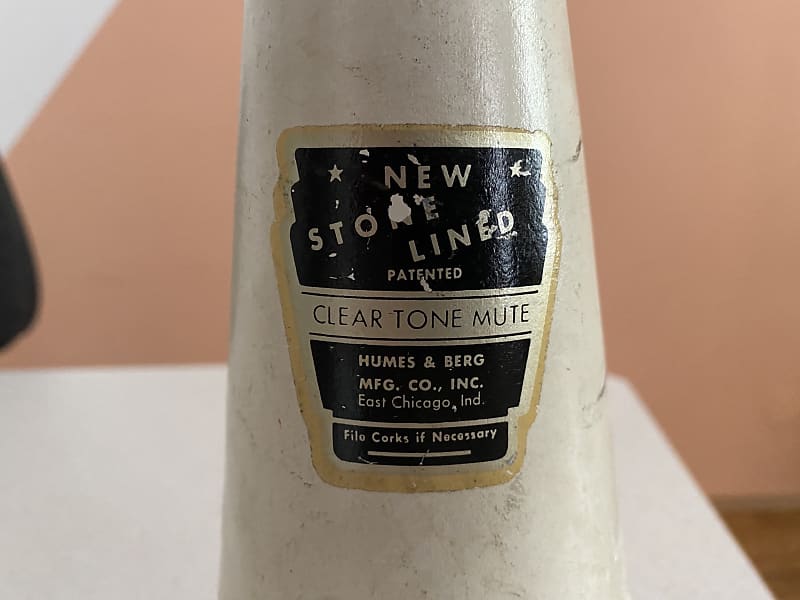 NEW
STONE
LINED
PATENTED
CLEAR TONE MUTE
HUMES & BERG
MFG. CO., INC.
East Chicago, Ind.
File Corks if Necessary